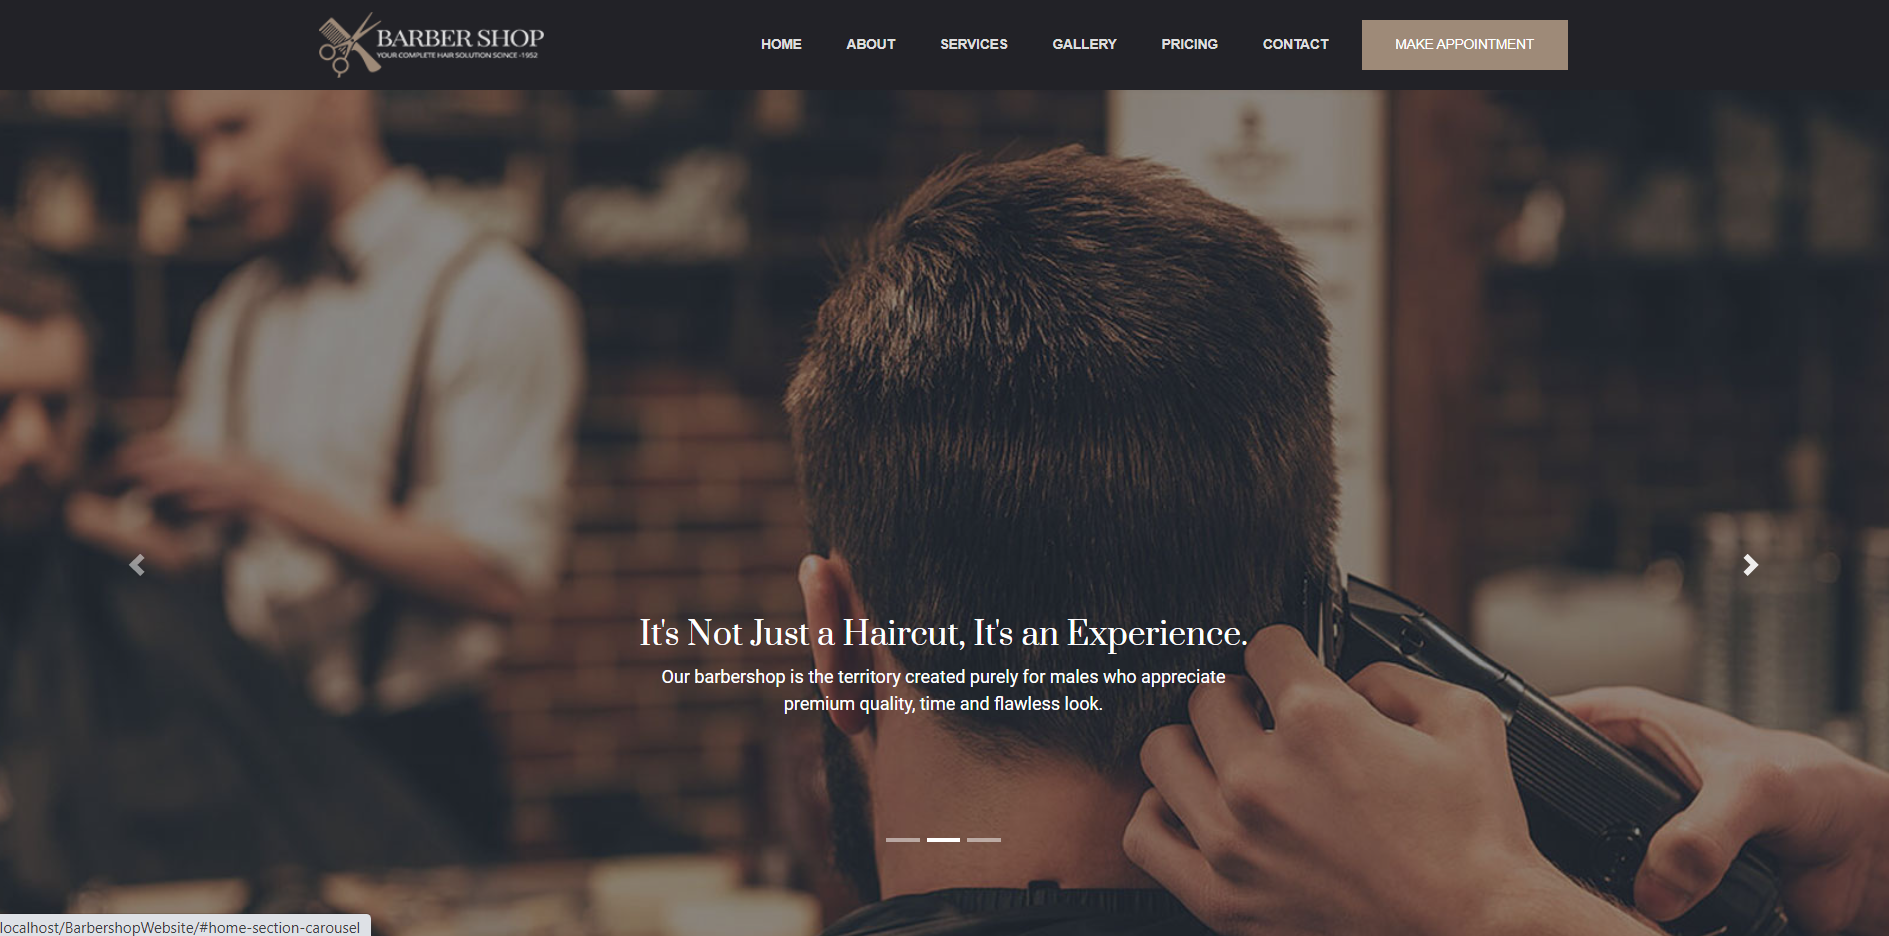 BARBER SHOP
YOUR COMPLETE HAIR SOLUTION SCINCE -1952
HOME ABOUT SERVICES GALLERY PRICING CONTACT MAKE APPOINTMENT
It's Not Just a Haircut, It's an Experience.
Our barbershop is the territory created purely for males who appreciate
premium quality, time and flawless look.
localhost/BarbershopWebsite/#home-section-carousel